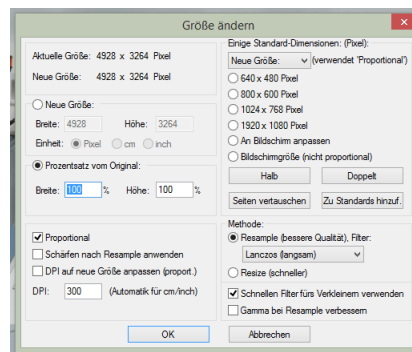 Größe ändern
Aktuelle Größe: 4928 x 3264 Pixel
Neue Größe: 4928 x 3264 Pixel
Neue Größe:
Breite: 4928 Höhe: 3264
Einheit: Pixel cm inch
Prozentsatz vom Original:
Breite: 100 % Höhe: 100 %
Proportional
Schärfen nach Resample anwenden
DPI auf neue Größe anpassen (proport.)
DPI: 300 (Automatik für cm/inch)
Einige Standard-Dimensionen: (Pixel):
Neue Größe: (verwendet 'Proportional')
640 x 480 Pixel
800 x 600 Pixel
1024 x 768 Pixel
1920 x 1080 Pixel
An Bildschirm anpassen
Bildschirmgröße (nicht proportional)
Halb Doppelt
Seiten vertauschen Zu Standards hinzuf.
Methode:
Resample (bessere Qualität), Filter:
Lanczos (langsam)
Resize (schneller)
Schnellen Filter fürs Verkleinern verwenden
Gamma bei Resample verbessern
OK Abbrechen